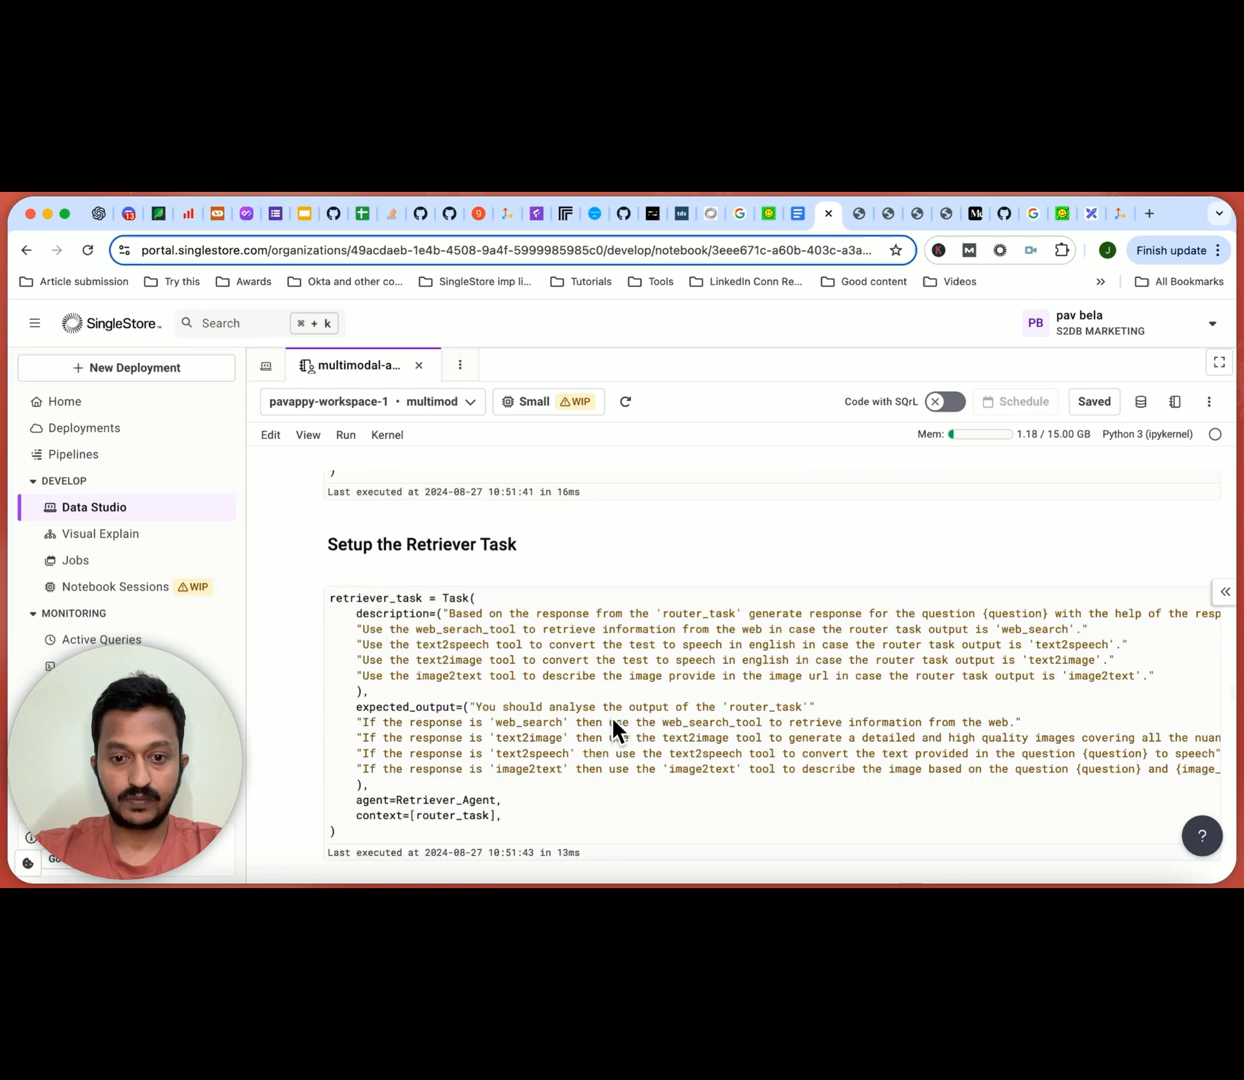 13
portal.singlestore.com/organizations/49acdaeb-1e4b-4508-9a4f-5999985985c0/develop/notebook/3eee671c-a60b-403c-a3a...
J
Finish update
Article submission
Try this
Awards
Okta and other co...
SingleStore imp li...
Tutorials
Tools
LinkedIn Conn Re...
Good content
Videos
»
All Bookmarks
SingleStore
Search
⌘ + k
PB
pav bela
S2DB MARKETING
+ New Deployment
Home
Deployments
Pipelines
DEVELOP
Data Studio
Visual Explain
Jobs
Notebook Sessions
WIP
MONITORING
Active Queries
multimodal-a...
pavappy-workspace-1 • multimod
Small
WIP
Code with SQrL
Schedule
Saved
Edit
View
Run
Kernel
Mem:
1.18 / 15.00 GB
Python 3 (ipykernel)
)
Last executed at 2024-08-27 10:51:41 in 16ms
Setup the Retriever Task
retriever_task = Task(
description=("Based on the response from the 'router_task' generate response for the question {question} with the help of the resp
"Use the web_serach_tool to retrieve information from the web in case the router task output is 'web_search'."
"Use the text2speech tool to convert the test to speech in english in case the router task output is 'text2speech'."
"Use the text2image tool to convert the test to speech in english in case the router task output is 'text2image'."
"Use the image2text tool to describe the image provide in the image url in case the router task output is 'image2text'."
),
expected_output=("You should analyse the output of the 'router_task'"
"If the response is 'web_search' then use the web_search_tool to retrieve information from the web."
"If the response is 'text2image' then use the text2image tool to generate a detailed and high quality images covering all the nuan
"If the response is 'text2speech' then use the text2speech tool to convert the text provided in the question {question} to speech"
"If the response is 'image2text' then use the 'image2text' tool to describe the image based on the question {question} and {image_
),
agent=Retriever_Agent,
context=[router_task],
)
Last executed at 2024-08-27 10:51:43 in 13ms
?